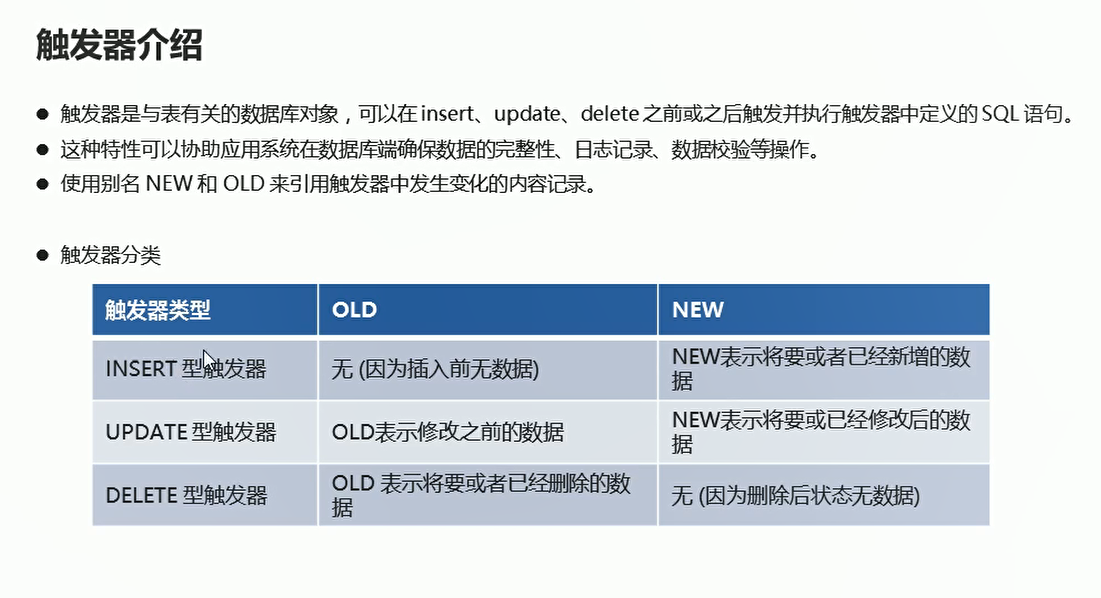 触发器介绍
● 触发器是与表有关的数据库对象，可以在 insert、update、delete 之前或之后触发并执行触发器中定义的 SQL 语句。
● 这种特性可以协助应用系统在数据库端确保数据的完整性、日志记录、数据校验等操作。
● 使用别名 NEW 和 OLD 来引用触发器中发生变化的内容记录。
● 触发器分类
触发器类型 OLD NEW
INSERT 型触发器 无 (因为插入前无数据) NEW表示将要或者已经新增的数
据
UPDATE 型触发器 OLD表示修改之前的数据 NEW表示将要或已经修改后的数
据
DELETE 型触发器 OLD 表示将要或者已经删除的数
据 无 (因为删除后状态无数据)